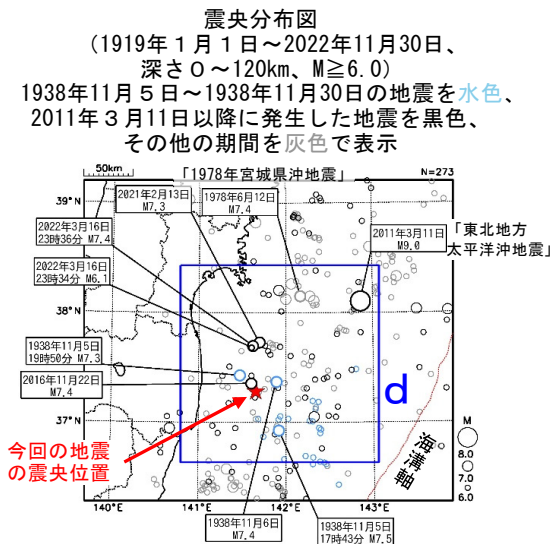 震央分布図
(1919年1月1日~2022年11月30日、
深さ0~120km、M≧6.0)
1938年11月5日~1938年11月30日の地震を水色、
2011年3月11日以降に発生した地震を黒色、
その他の期間を灰色で表示
50km
「1978年宮城県沖地震」
N=273
39°N
2021年2月13日
M7.3
1978年6月12日
M7.4
2022年3月16日
23時36分 M7.4
2011年3月11日
M9.0
「東北地方
太平洋沖地震」
2022年3月16日
23時34分 M6.1
38°N
1938年11月5日
19時50分 M7.3
2016年11月22日
M7.4
d
37°N
今回の地震
の震央位置
海溝軸
M
8.0
7.0
6.0
140°E
141°E
142°E
143°E
1938年11月6日
M7.4
1938年11月5日
17時43分 M7.5